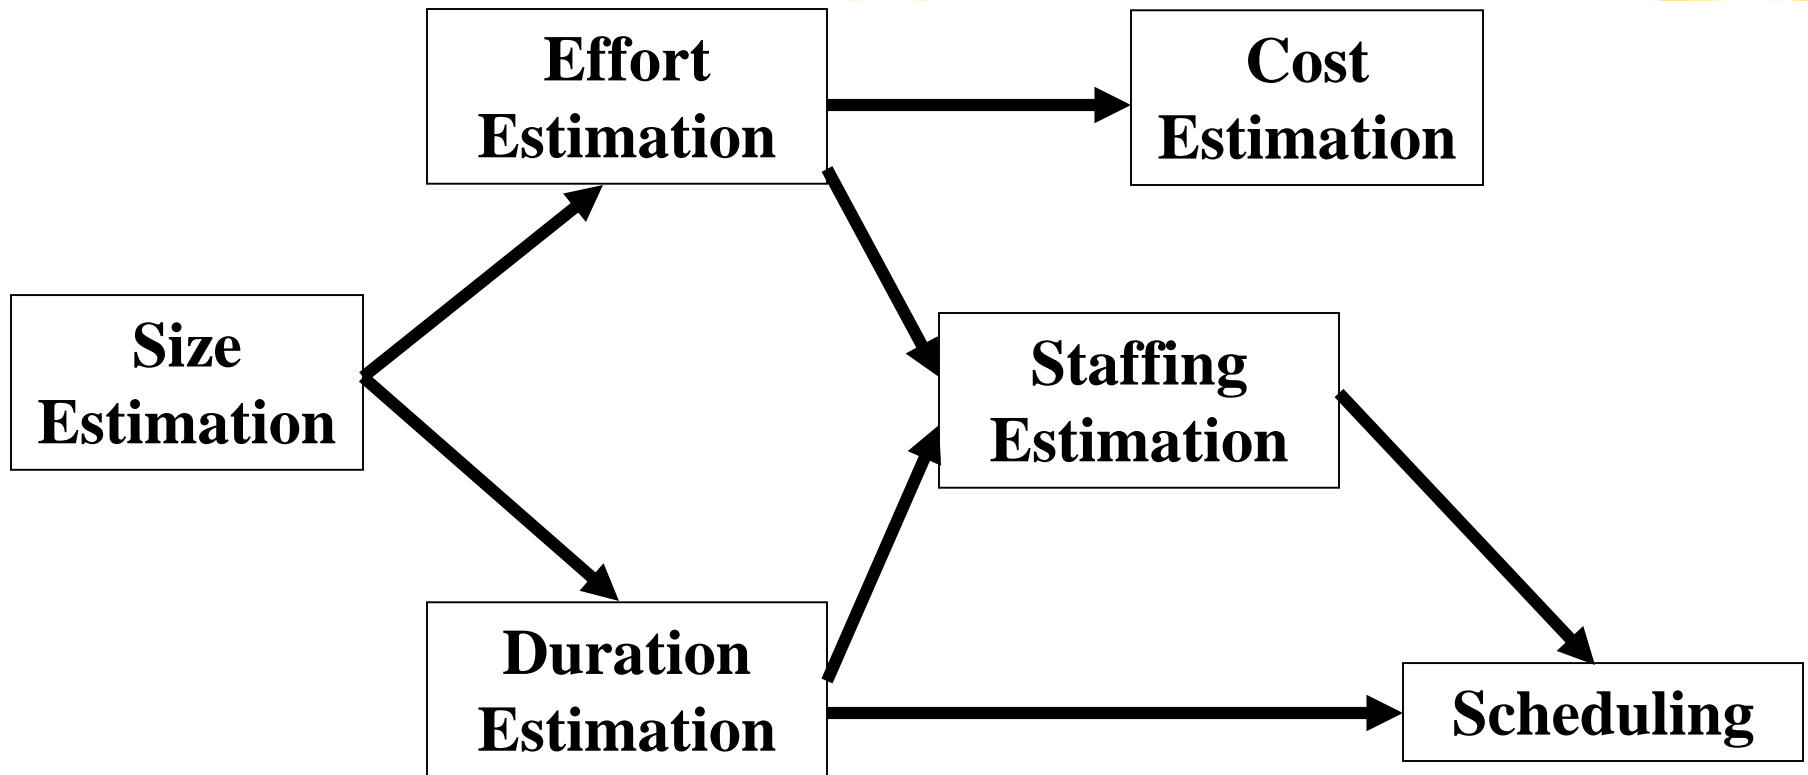 Effort
Estimation
Cost
Estimation
Size
Estimation
Staffing
Estimation
Duration
Estimation
Scheduling